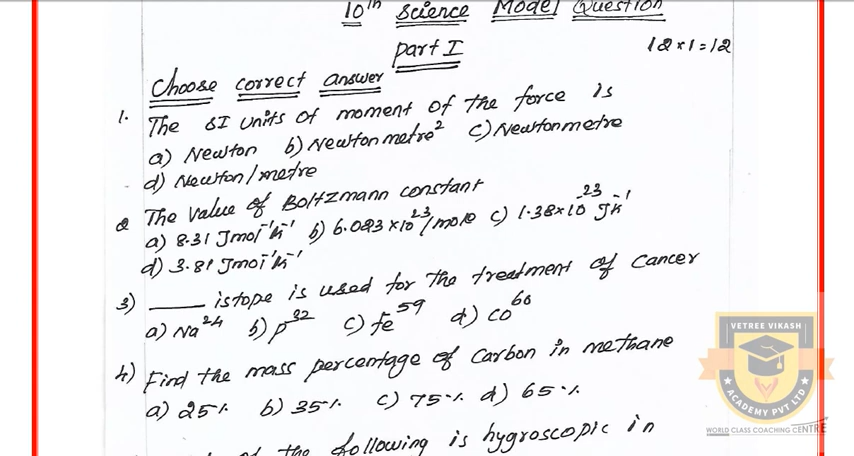 10th Science Model Question
Part I
12×1=12
Choose correct answer
1. The SI units of moment of the force is
a) Newton b) Newton metre² c) Newton metre
d) Newton/metre
2 The value of Boltzmann constant
a) 8.31 Jmol⁻¹K⁻¹ b) 6.023×10²³/mole c) 1.38×10⁻²³ JK⁻¹
d) 3.81 Jmol⁻¹K⁻¹
3) ____ istope is used for the treatment of cancer
a) Na²⁴ b) p³² c) Fe⁵⁹ d) Co⁶⁰
4) Find the mass percentage of carbon in methane
a) 25% b) 35% c) 75% d) 65%
of the following is hygroscopic in
VETREE VIKASH
ACADEMY PVT LTD
WORLD CLASS COACHING CENTRE